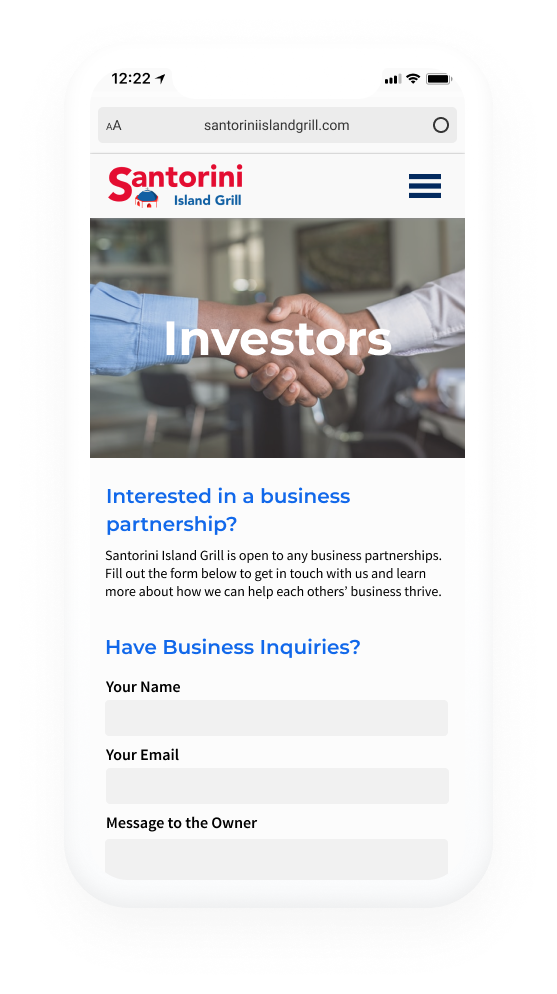 12:22
AA santoriniislandgrill.com
Santorini
Island Grill
Investors
Interested in a business
partnership?
Santorini Island Grill is open to any business partnerships.
Fill out the form below to get in touch with us and learn
more about how we can help each others’ business thrive.
Have Business Inquiries?
Your Name
Your Email
Message to the Owner